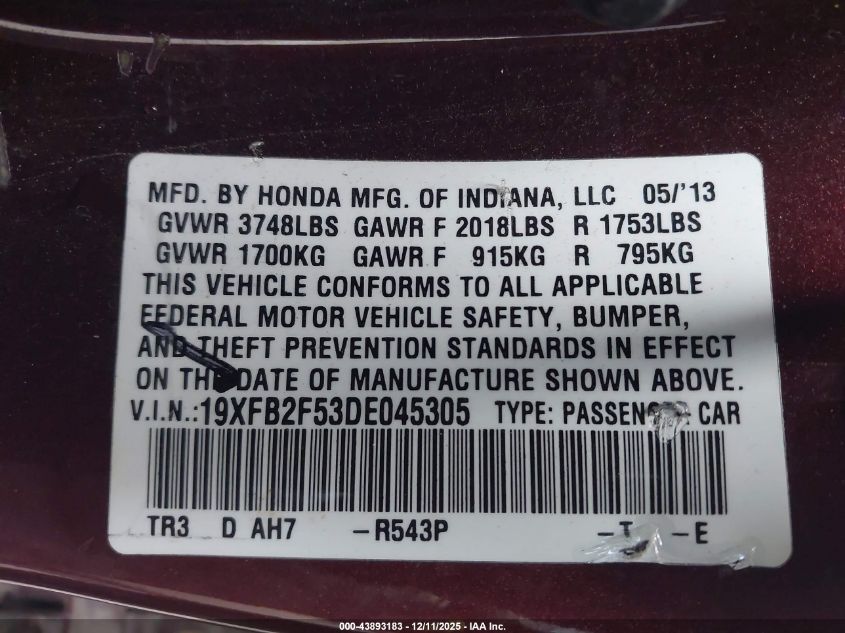 MFD. BY HONDA MFG. OF INDIANA, LLC 05/'13
GVWR 3748LBS GAWR F 2018LBS R 1753LBS
GVWR 1700KG GAWR F 915KG R 795KG
THIS VEHICLE CONFORMS TO ALL APPLICABLE
FEDERAL MOTOR VEHICLE SAFETY, BUMPER,
AND THEFT PREVENTION STANDARDS IN EFFECT
ON THE DATE OF MANUFACTURE SHOWN ABOVE.
V.I.N.:19XFB2F53DE045305 TYPE: PASSENGER CAR
TR3 D AH7 –R543P –T –E
000-43893183 - 12/11/2025 - IAA Inc.